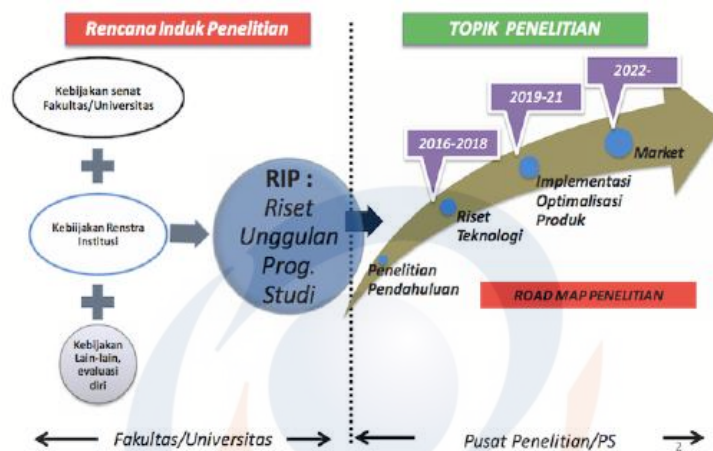 Rencana Induk Penelitian
TOPIK PENELITIAN
Kebijakan senat
Fakultas/Universitas
Kebiijakan Renstra
Institusi
Kebijakan
Lain-lain,
evaluasi
diri
RIP :
Riset
Unggulan
Prog.
Studi
2016-2018
2019-21
2022-
Penelitian
Pendahuluan
Riset
Teknologi
Implementasi
Optimalisasi
Produk
Market
ROAD MAP PENELITIAN
Fakultas/Universitas
Pusat Penelitian/PS
2